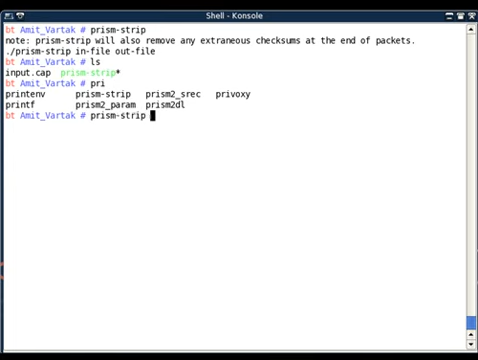 Shell - Konsole
bt Amit_Vartak # prism-strip
note: prism-strip will also remove any extraneous checksums at the end of packets.
./prism-strip in-file out-file
bt Amit_Vartak # ls
input.cap  prism-strip*
bt Amit_Vartak # pri
printenv      prism-strip   prism2_srec   privoxy
printf        prism2_param  prism2dl
bt Amit_Vartak # prism-strip